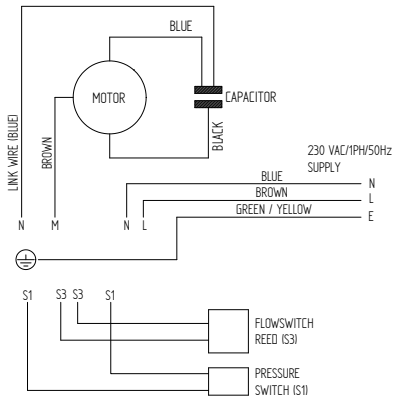 BLUE
MOTOR
CAPACITOR
LINK WIRE (BLUE)
BROWN
BLACK
230 VAC/1PH/50Hz
SUPPLY
BLUE N
BROWN L
GREEN / YELLOW E
N M N L
S1 S3 S3 S1
FLOWSWITCH
REED (S3)
PRESSURE
SWITCH (S1)